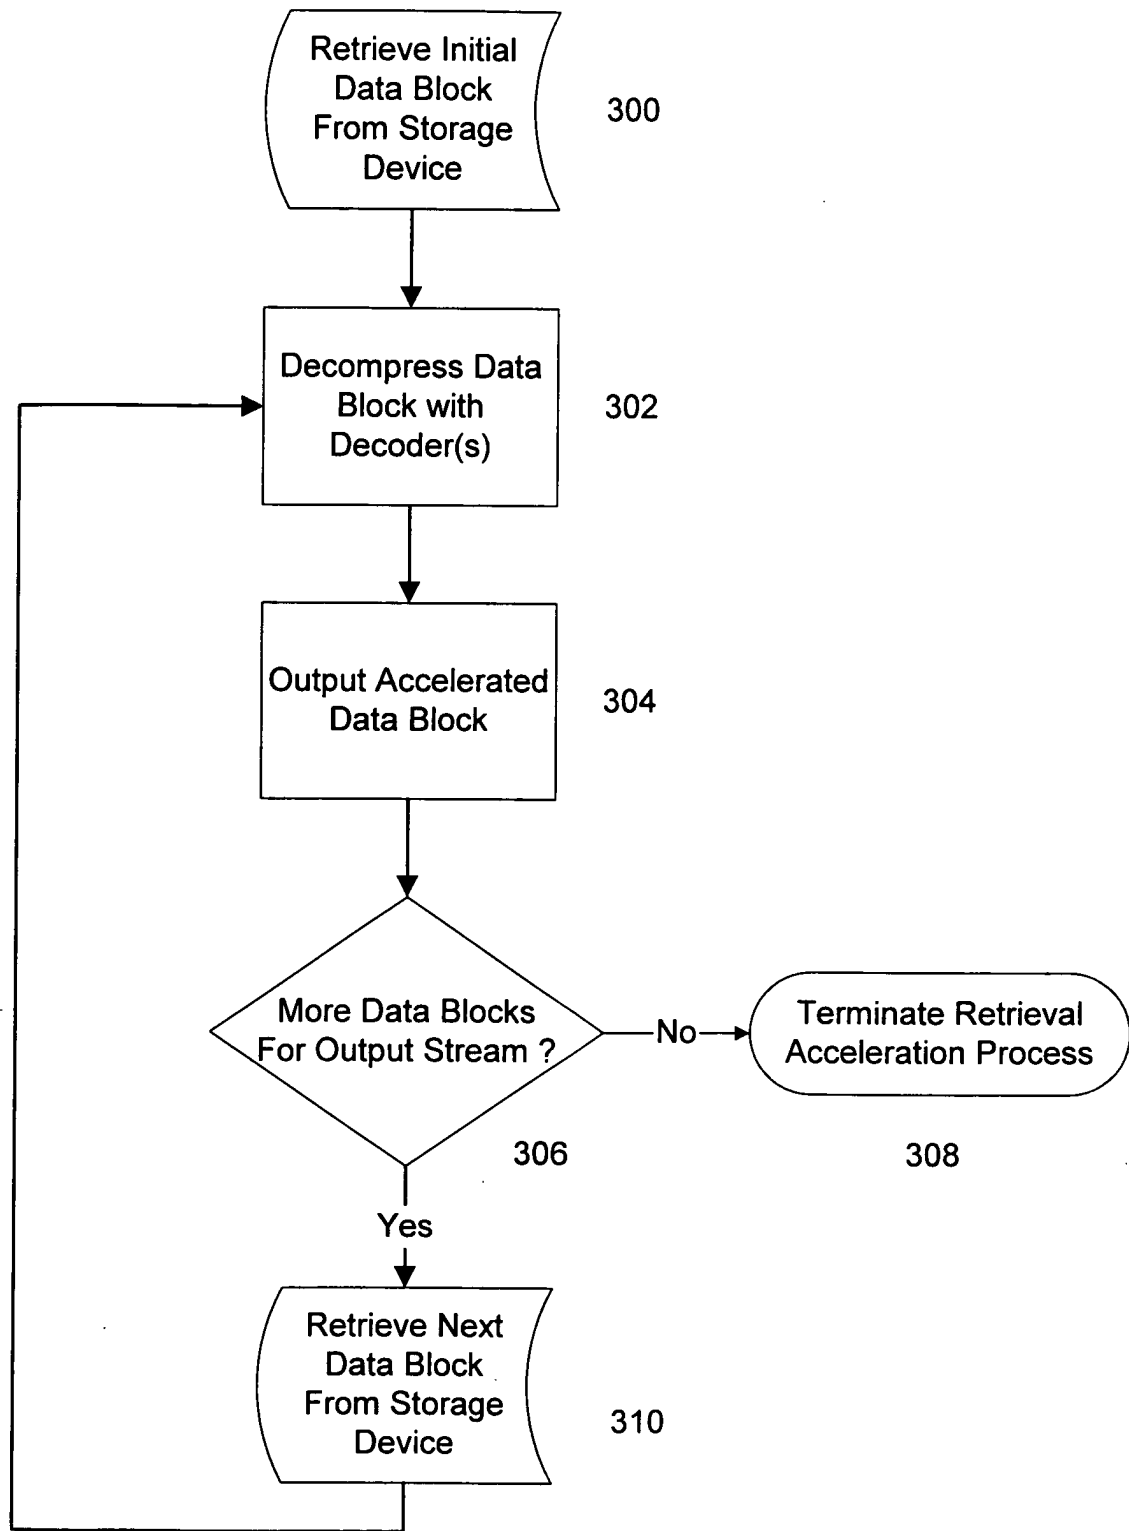 Retrieve Initial
Data Block
From Storage
Device
300
Decompress Data
Block with
Decoder(s)
302
Output Accelerated
Data Block
304
More Data Blocks
For Output Stream ?
306
No
Terminate Retrieval
Acceleration Process
308
Yes
Retrieve Next
Data Block
From Storage
Device
310